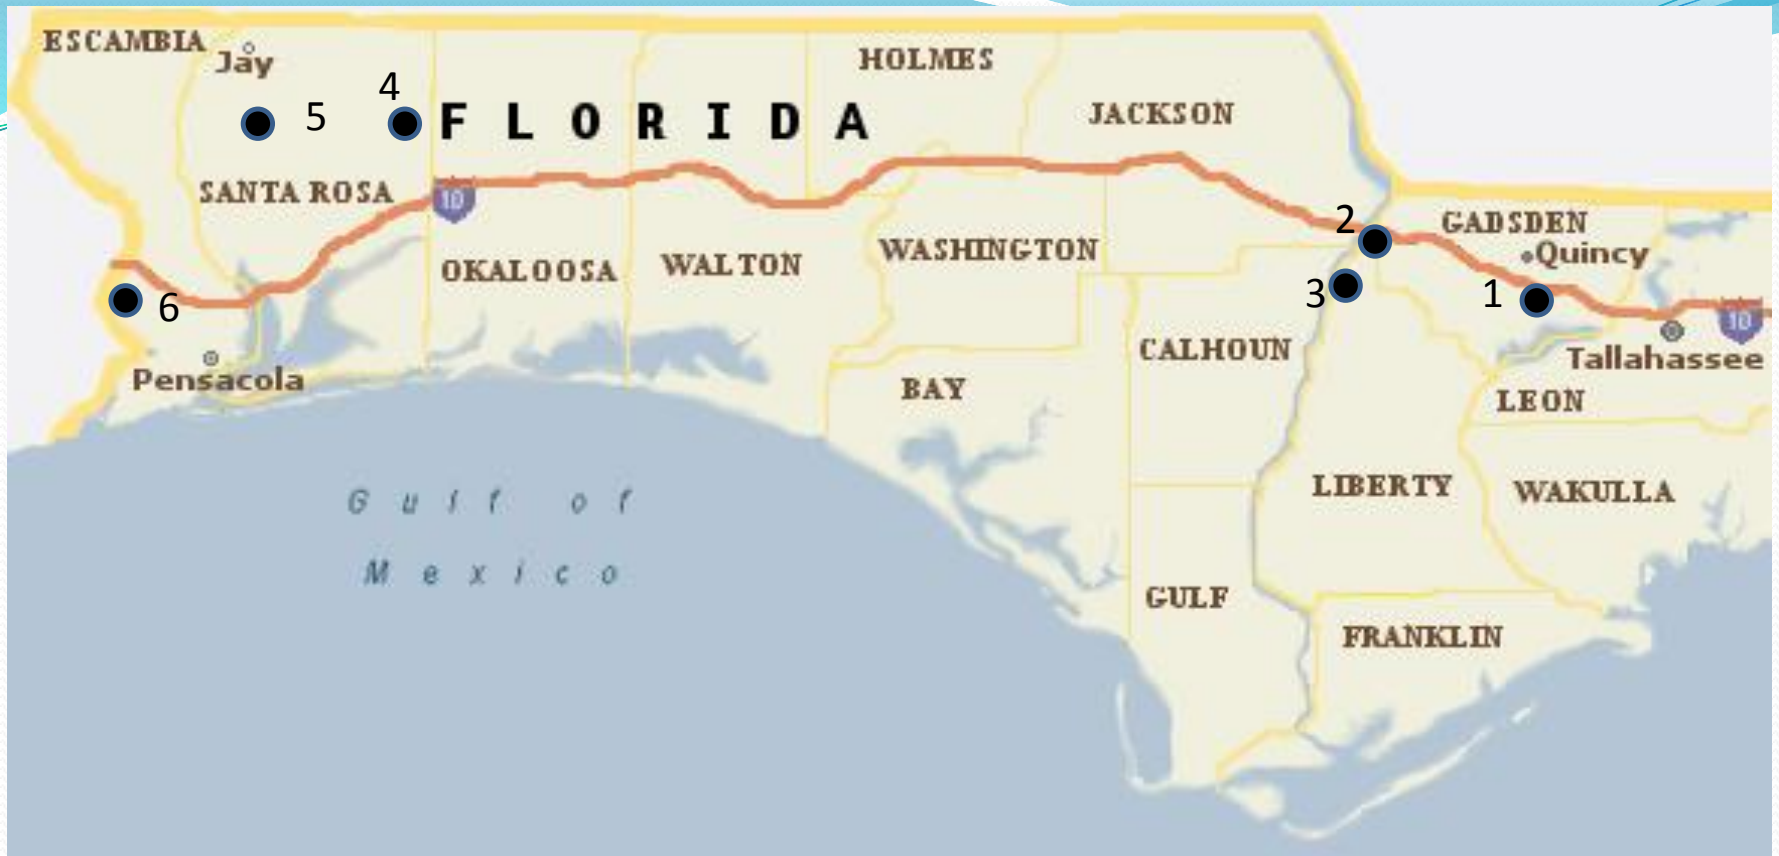 ESCAMBIA
Jay
HOLMES
4
5
FLORIDA
JACKSON
SANTA ROSA
10
2
GADSDEN
Quincy
OKALOOSA
WALTON
WASHINGTON
3
1
6
10
CALHOUN
Tallahassee
Pensacola
BAY
LEON
Gulf of
Mexico
LIBERTY
WAKULLA
GULF
FRANKLIN